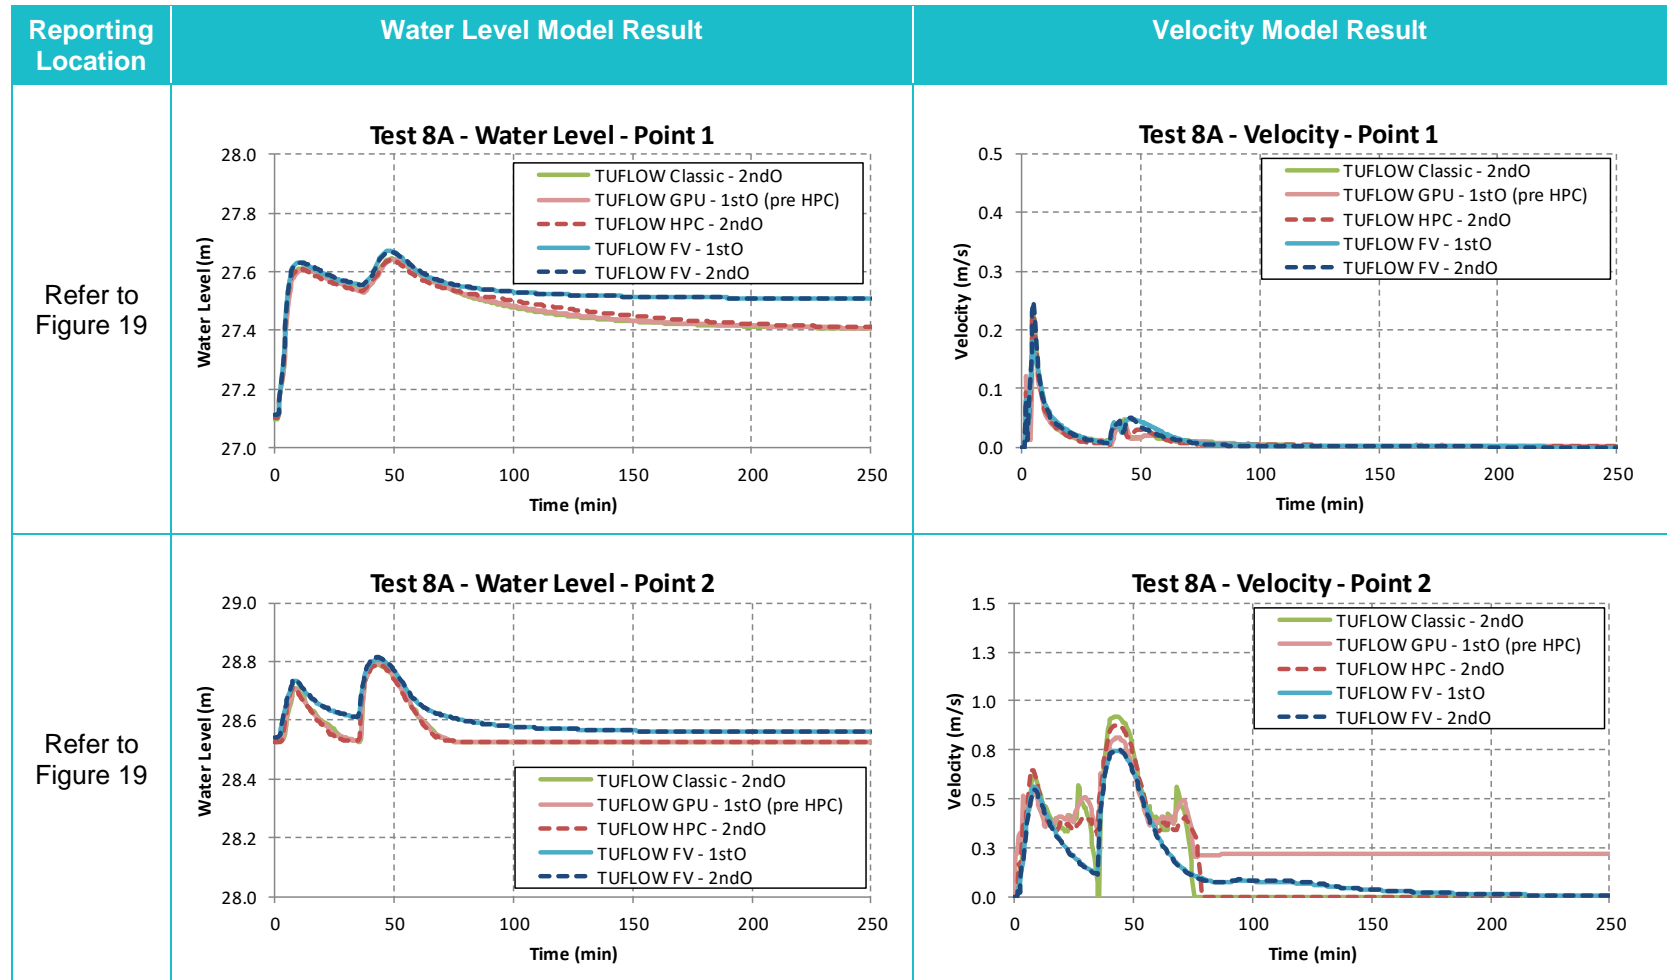 Reporting Location
Water Level Model Result
Velocity Model Result
Refer to
Figure 19
Test 8A - Water Level - Point 1
28.0
27.8
27.6
27.4
27.2
27.0
Water Level (m)
0 50 100 150 200 250
Time (min)
TUFLOW Classic - 2ndO
TUFLOW GPU - 1stO (pre HPC)
TUFLOW HPC - 2ndO
TUFLOW FV - 1stO
TUFLOW FV - 2ndO
Test 8A - Velocity - Point 1
0.5
0.4
0.3
0.2
0.1
0.0
Velocity (m/s)
0 50 100 150 200 250
Time (min)
TUFLOW Classic - 2ndO
TUFLOW GPU - 1stO (pre HPC)
TUFLOW HPC - 2ndO
TUFLOW FV - 1stO
TUFLOW FV - 2ndO
Refer to
Figure 19
Test 8A - Water Level - Point 2
29.0
28.8
28.6
28.4
28.2
28.0
Water Level (m)
0 50 100 150 200 250
Time (min)
TUFLOW Classic - 2ndO
TUFLOW GPU - 1stO (pre HPC)
TUFLOW HPC - 2ndO
TUFLOW FV - 1stO
TUFLOW FV - 2ndO
Test 8A - Velocity - Point 2
1.5
1.3
1.0
0.8
0.5
0.3
0.0
Velocity (m/s)
0 50 100 150 200 250
Time (min)
TUFLOW Classic - 2ndO
TUFLOW GPU - 1stO (pre HPC)
TUFLOW HPC - 2ndO
TUFLOW FV - 1stO
TUFLOW FV - 2ndO